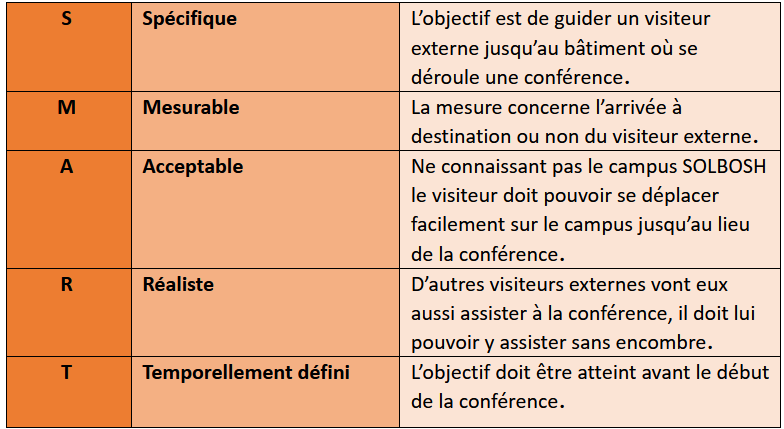 S Spécifique L’objectif est de guider un visiteur
externe jusqu’au bâtiment où se
déroule une conférence.
M Mesurable La mesure concerne l’arrivée à
destination ou non du visiteur externe.
A Acceptable Ne connaissant pas le campus SOLBOSH
le visiteur doit pouvoir se déplacer
facilement sur le campus jusqu’au lieu
de la conférence.
R Réaliste D’autres visiteurs externes vont eux
aussi assister à la conférence, il doit lui
pouvoir y assister sans encombre.
T Temporellement défini L’objectif doit être atteint avant le début
de la conférence.